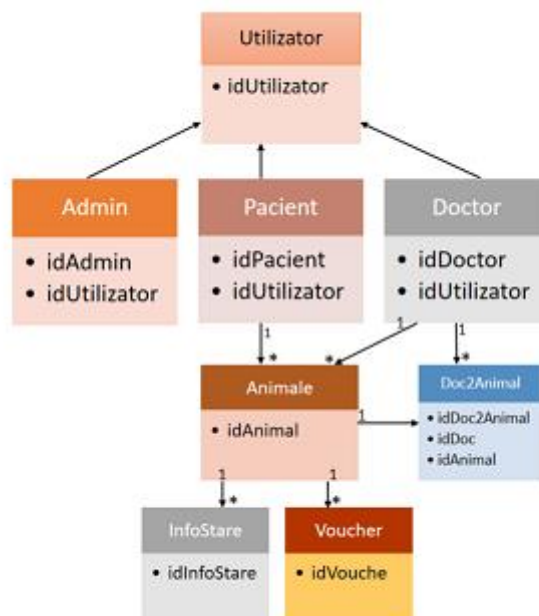 Utilizator
• idUtilizator
Admin
• idAdmin
• idUtilizator
Pacient
• idPacient
• idUtilizator
Doctor
• idDoctor
• idUtilizator
1
*
1
*
1
*
Animale
• idAnimal
1
Doc2Animal
• idDoc2Animal
• idDoc
• idAnimal
1
*
1
*
InfoStare
• idInfoStare
Voucher
• idVouche